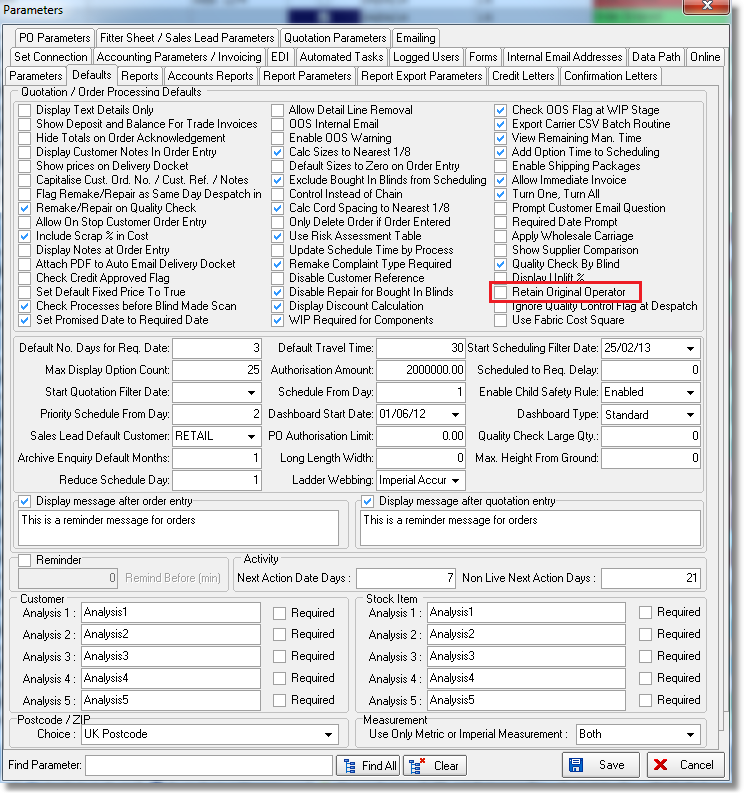 Parameters
PO Parameters Fitter Sheet / Sales Lead Parameters Quotation Parameters Emailing
Set Connection Accounting Parameters / Invoicing EDI Automated Tasks Logged Users Forms Internal Email Addresses Data Path Online
Parameters Defaults Reports Accounts Reports Report Parameters Report Export Parameters Credit Letters Confirmation Letters
Quotation / Order Processing Defaults
Display Text Details Only Allow Detail Line Removal Check OOS Flag at WIP Stage
Show Deposit and Balance For Trade Invoices OOS Internal Email Export Carrier CSV Batch Routine
Hide Totals on Order Acknowledgement Enable OOS Warning View Remaining Man. Time
Display Customer Notes In Order Entry Calc Sizes to Nearest 1/8 Add Option Time to Scheduling
Show prices on Delivery Docket Default Sizes to Zero on Order Entry Enable Shipping Packages
Capitalise Cust. Ord. No. / Cust. Ref. / Notes Exclude Bought In Blinds from Scheduling Allow Immediate Invoice
Flag Remake/Repair as Same Day Despatch in Control Instead of Chain Turn One, Turn All
Remake/Repair on Quality Check Calc Cord Spacing to Nearest 1/8 Prompt Customer Email Question
Allow On Stop Customer Order Entry Only Delete Order if Order Entered Required Date Prompt
Include Scrap % in Cost Use Risk Assessment Table Apply Wholesale Carriage
Display Notes at Order Entry Update Schedule Time by Process Show Supplier Comparison
Attach PDF to Auto Email Delivery Docket Remake Complaint Type Required Quality Check By Blind
Check Credit Approved Flag Disable Customer Reference Display Uplift %
Set Default Fixed Price To True Disable Repair for Bought In Blinds Retain Original Operator
Check Processes before Blind Made Scan Display Discount Calculation Ignore Quality Control Flag at Despatch
Set Promised Date to Required Date WIP Required for Components Use Fabric Cost Square
Default No. Days for Req. Date: 3 Default Travel Time: 30 Start Scheduling Filter Date: 25/02/13
Max Display Option Count: 25 Authorisation Amount: 2000000.00 Scheduled to Req. Delay: 0
Start Quotation Filter Date: Schedule From Day: 1 Enable Child Safety Rule: Enabled
Priority Schedule From Day: 2 Dashboard Start Date: 01/06/12 Dashboard Type: Standard
Sales Lead Default Customer: RETAIL PO Authorisation Limit: 0.00 Quality Check Large Qty.: 0
Archive Enquiry Default Months: 1 Long Length Width: 0 Max. Height From Ground: 0
Reduce Schedule Day: 1 Ladder Webbing: Imperial Accur
Display message after order entry Display message after quotation entry
This is a reminder message for orders This is a reminder message for orders
Reminder Activity
0 Remind Before (min) Next Action Date Days : 7 Non Live Next Action Days : 21
Customer Stock Item
Analysis 1 : Analysis1 Required Analysis 1 : Analysis1 Required
Analysis 2 : Analysis2 Required Analysis 2 : Analysis2 Required
Analysis 3 : Analysis3 Required Analysis 3 : Analysis3 Required
Analysis 4 : Analysis4 Required Analysis 4 : Analysis4 Required
Analysis 5 : Analysis5 Required Analysis 5 : Analysis5 Required
Postcode / ZIP Measurement
Choice : UK Postcode Use Only Metric or Imperial Measurement : Both
Find Parameter: Find All Clear Save Cancel